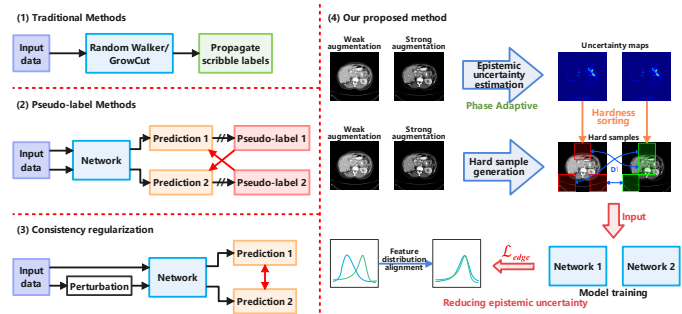 (1) Traditional Methods
Input
data
Random Walker/
GrowCut
Propagate
scribble labels
(2) Pseudo-label Methods
Input
data
Network
Prediction 1
Pseudo-label 1
Prediction 2
Pseudo-label 2
(3) Consistency regularization
Input
data
Perturbation
Network
Prediction 1
Prediction 2
(4) Our proposed method
Weak
augmentation
Strong
augmentation
Epistemic
uncertainty
estimation
Phase Adaptive
Uncertainty maps
Hardness
sorting
Weak
augmentation
Strong
augmentation
Hard sample
generation
Hard samples
Input
Feature
distribution
alignment
ℒedge
Network 1
Network 2
Model training
Reducing epistemic uncertainty